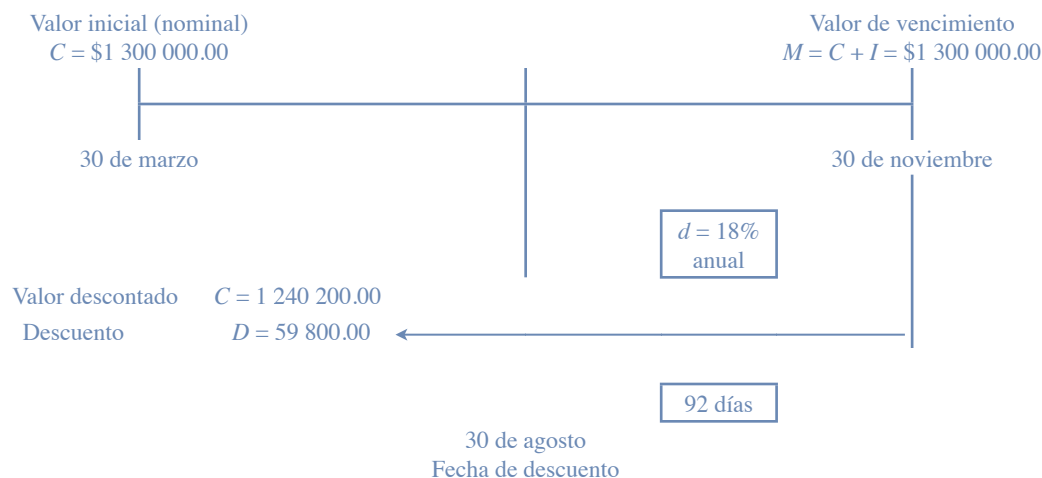 Valor inicial (nominal)
C = $1 300 000.00
Valor de vencimiento
M = C + I = $1 300 000.00
30 de marzo
30 de noviembre
d = 18%
anual
Valor descontado C = 1 240 200.00
Descuento D = 59 800.00
92 días
30 de agosto
Fecha de descuento